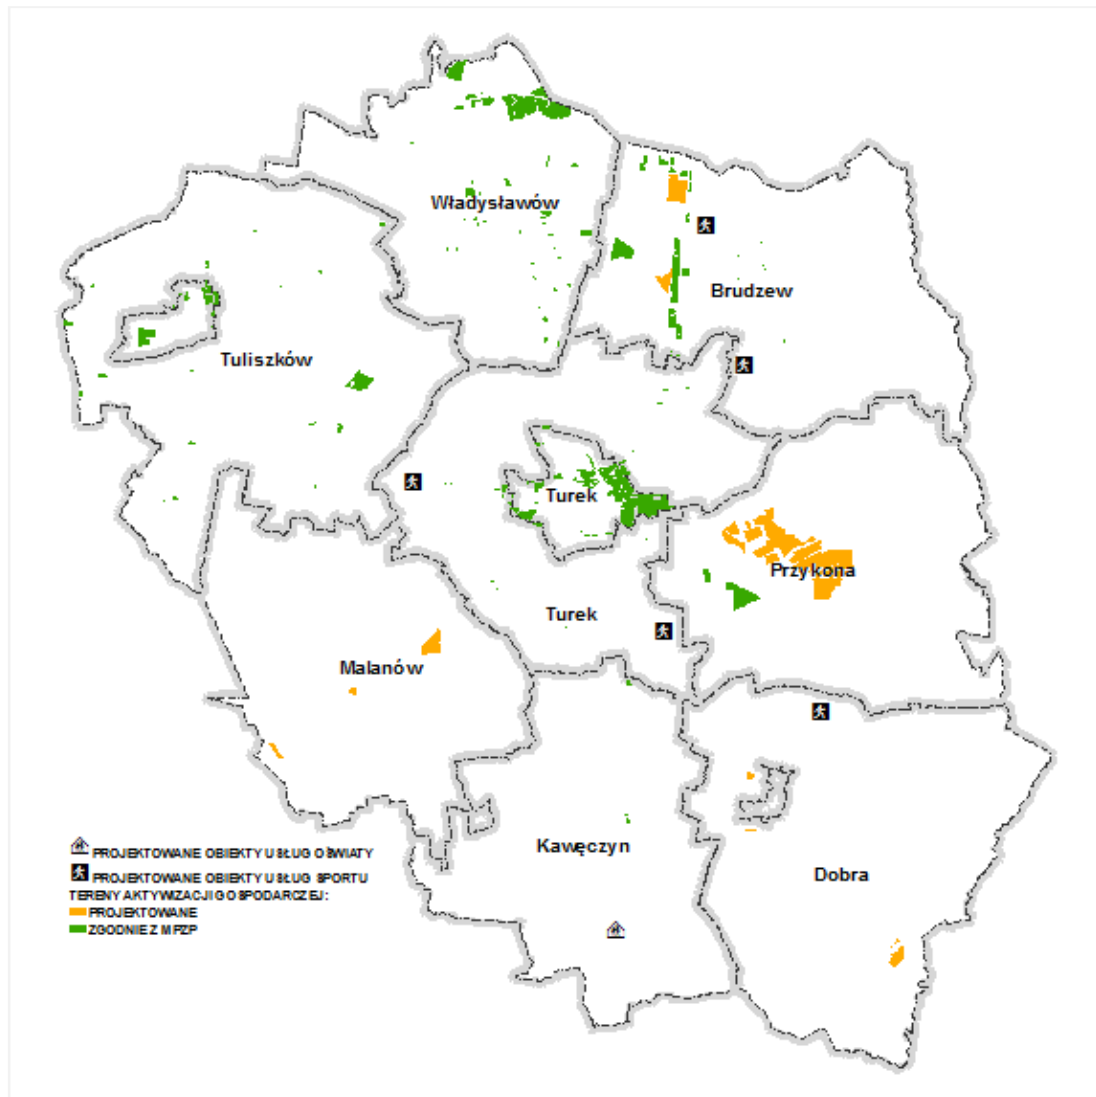 Władysławów
Brudzew
Tuliszków
Turek
Przykona
Turek
Malanów
Kawęczyn
Dobra
PROJEKTOWANE OBIEKTY USŁUG OŚWIATY
PROJEKTOWANE OBIEKTY USŁUG SPORTU
TERENY AKTYWIZACJI GOSPODARCZEJ:
PROJEKTOWANE
ZGODNIE Z MPZP